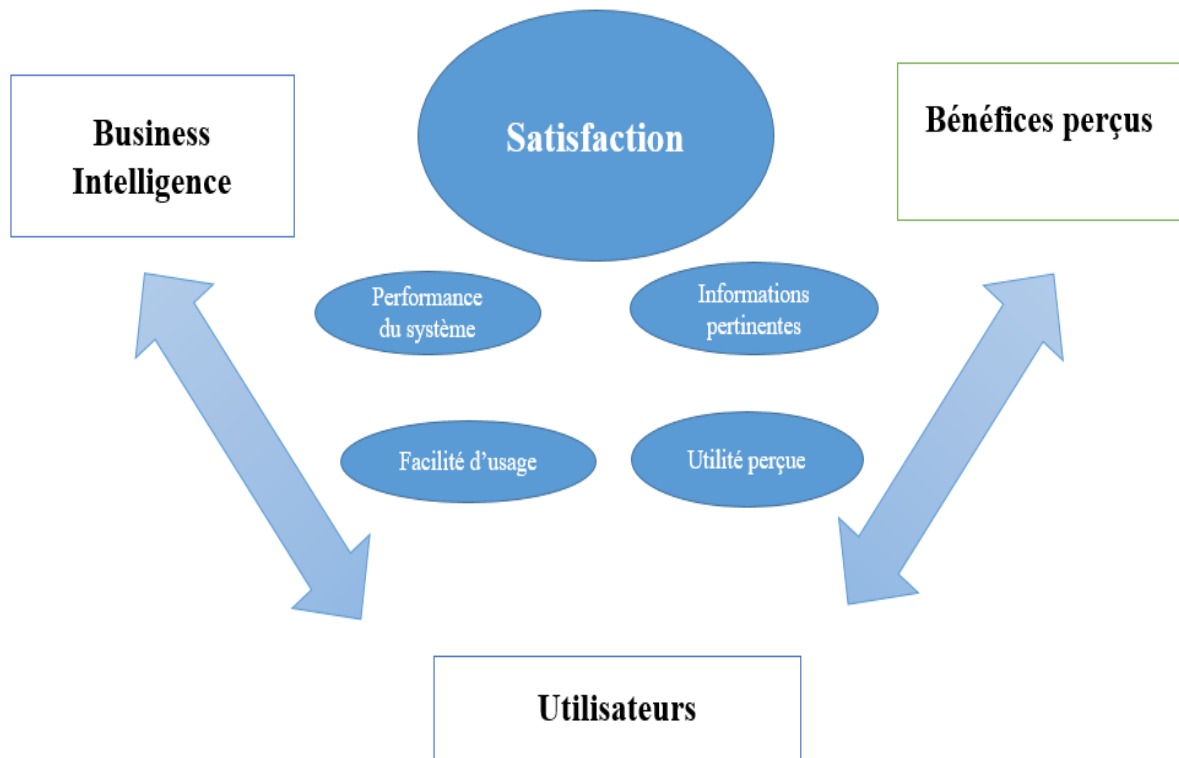 Business
Intelligence
Satisfaction
Bénéfices perçus
Performance
du système
Informations
pertinentes
Facilité d’usage
Utilité perçue
Utilisateurs